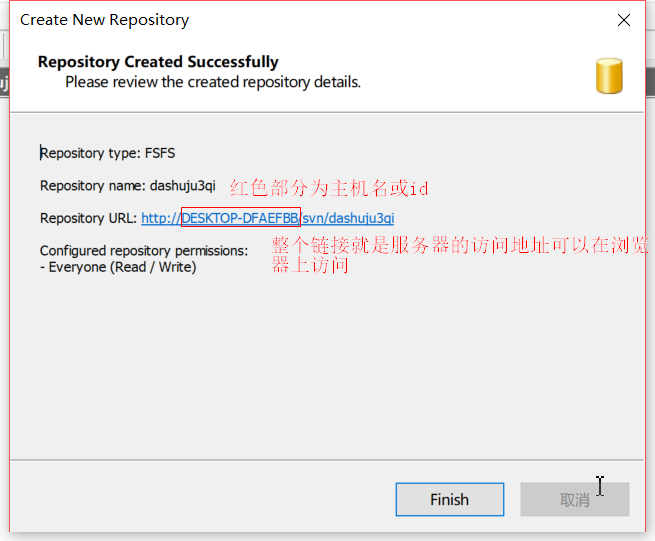 Create New Repository
Repository Created Successfully
Please review the created repository details.
uj
Repository type: FSFS
Repository name: dashuju3qi
红色部分为主机名或id
Repository URL: http://DESKTOP-DFAEFBB/svn/dashuju3qi
Configured repository permissions:
- Everyone (Read / Write)
整个链接就是服务器的访问地址可以在浏览
器上访问
Finish
取消